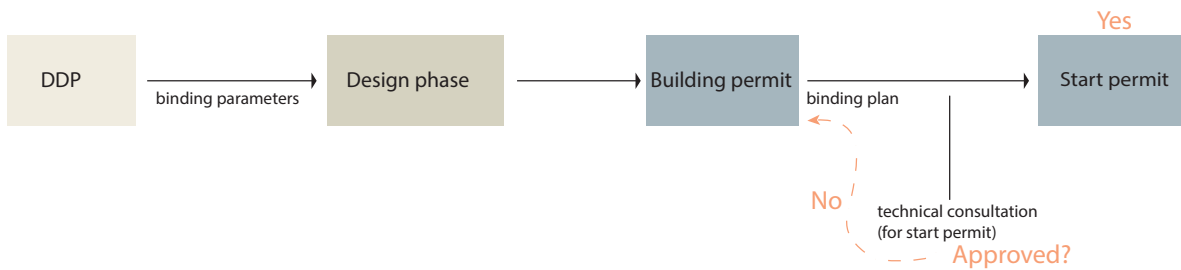 Yes
DDP
Design phase
Building permit
Start permit
binding parameters
binding plan
No
technical consultation
(for start permit)
Approved?